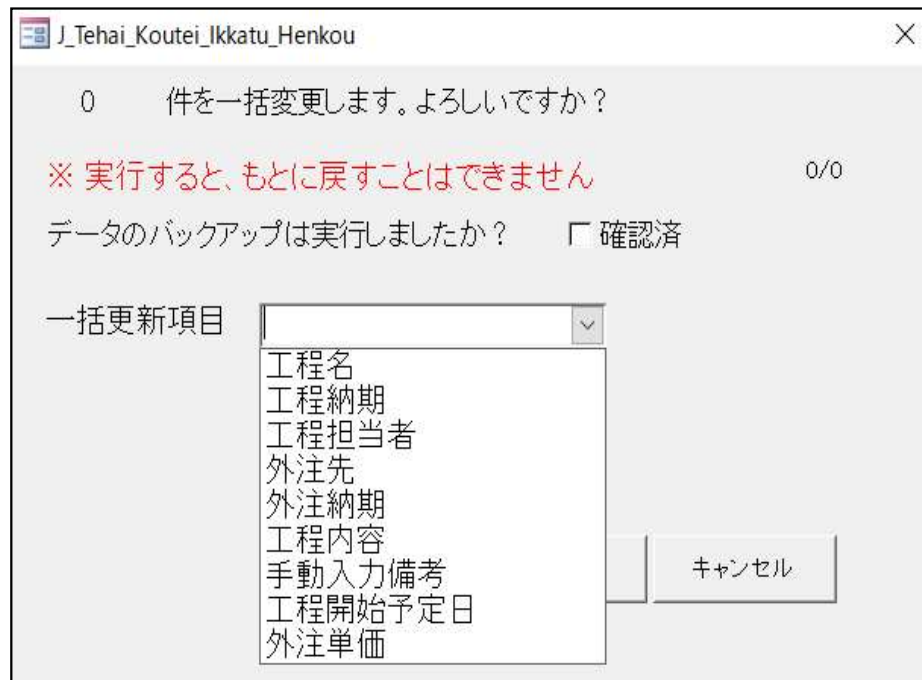 J_Tehai_Koutei_Ikkatu_Henkou
0 件を一括変更します。よろしいですか？
※ 実行すると、もとに戻すことはできません 0/0
データのバックアップは実行しましたか？ 確認済
一括更新項目
工程名
工程納期
工程担当者
外注先
外注納期
工程内容
手動入力備考
工程開始予定日
外注単価
キャンセル